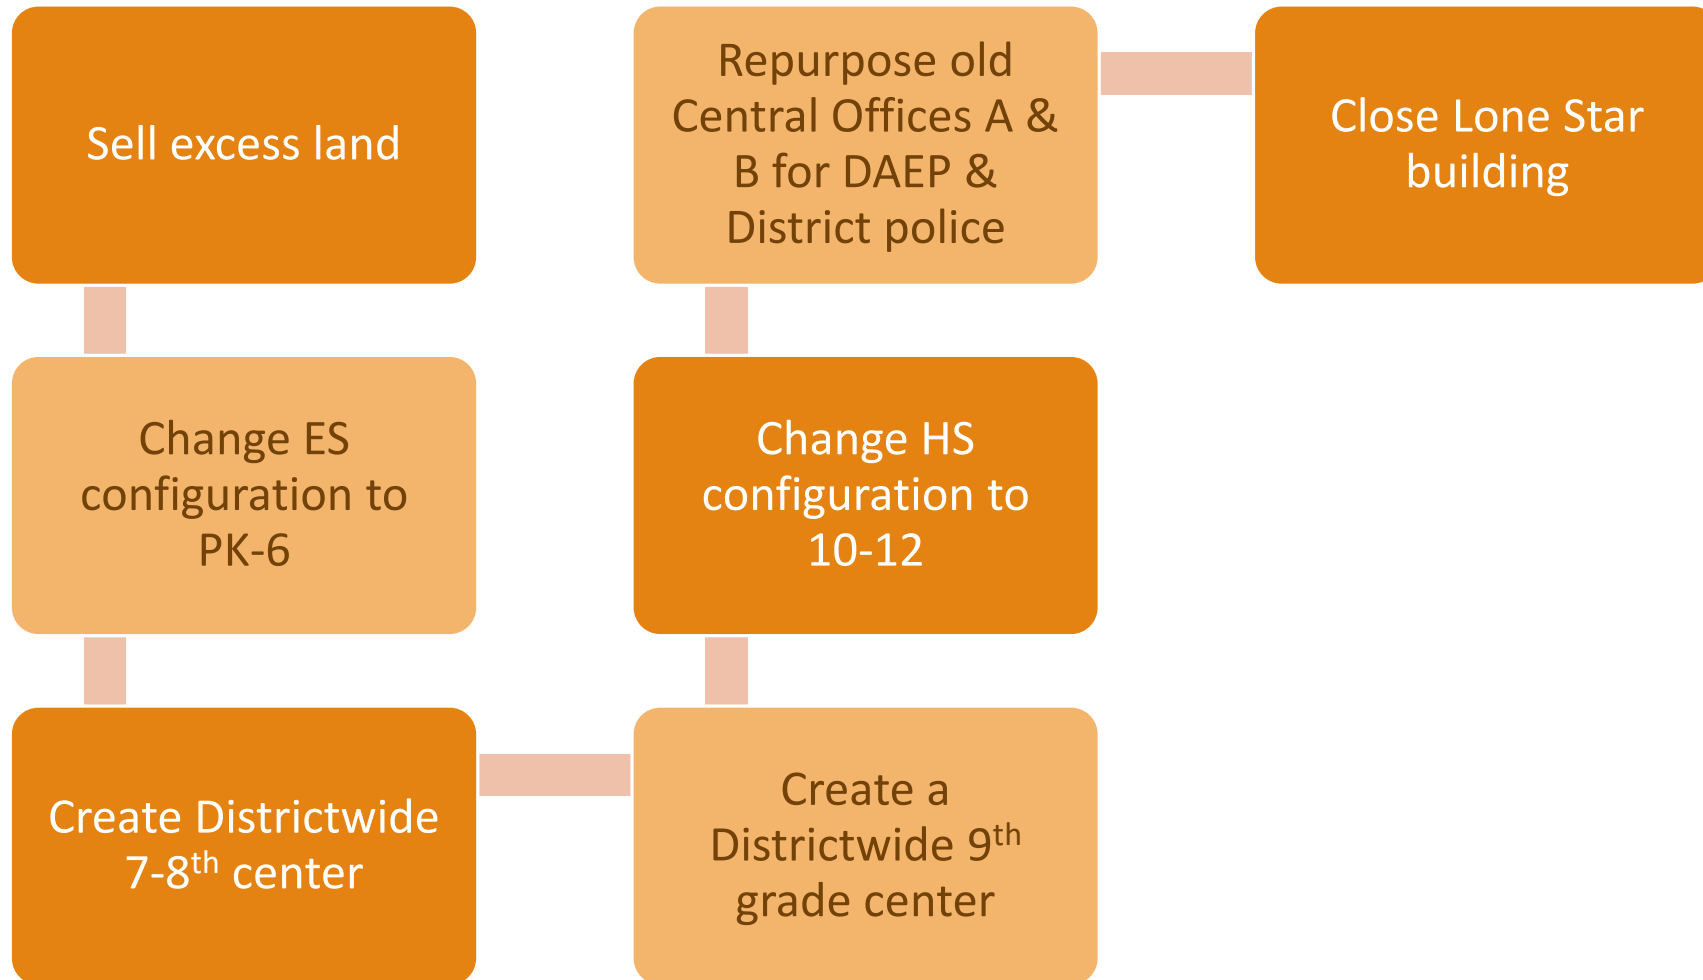 Sell excess land
Change ES
configuration to
PK-6
Create Districtwide
7-8th center
Create a
Districtwide 9th
grade center
Change HS
configuration to
10-12
Repurpose old
Central Offices A &
B for DAEP &
District police
Close Lone Star
building